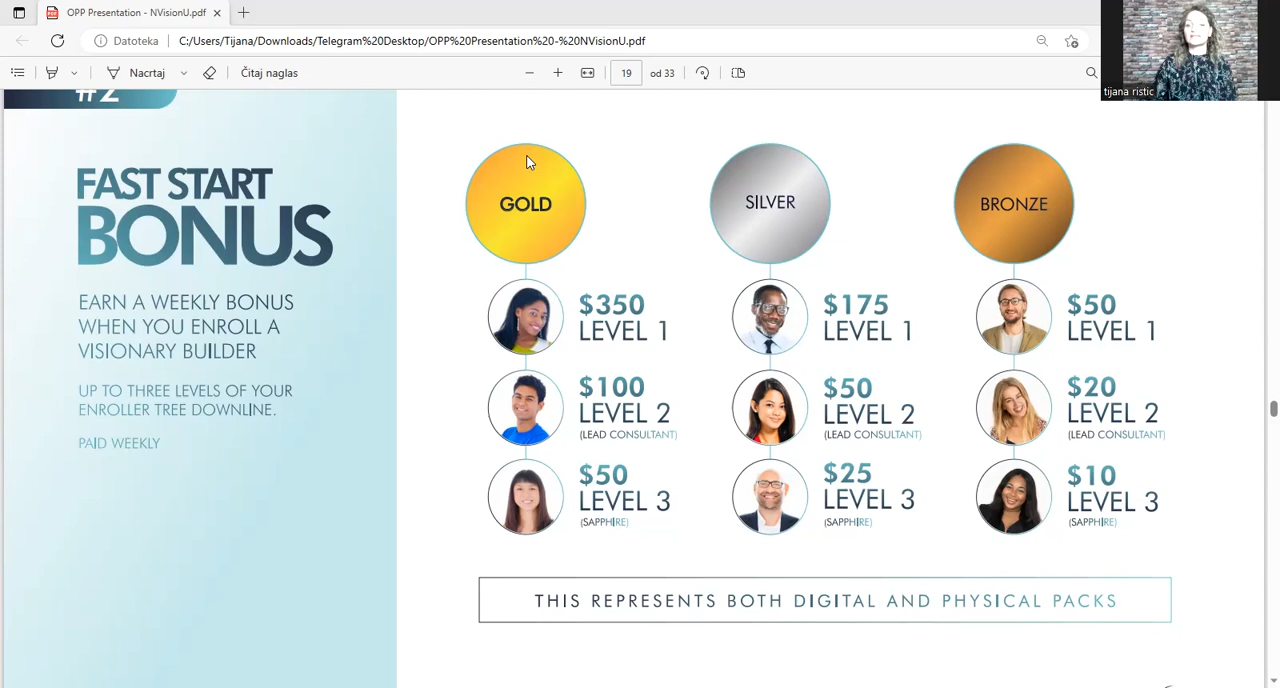 OPP Presentation - NVisionU.pdf
Datoteka
C:/Users/Tijana/Downloads/Telegram%20Desktop/OPP%20Presentation%20-%20NVisionU.pdf
Nacrtaj
Čitaj naglas
19
od 33
tijana ristic
#2
FAST START
BONUS
EARN A WEEKLY BONUS
WHEN YOU ENROLL A
VISIONARY BUILDER
UP TO THREE LEVELS OF YOUR
ENROLLER TREE DOWNLINE.
PAID WEEKLY
GOLD
$350
LEVEL 1
$100
LEVEL 2
(LEAD CONSULTANT)
$50
LEVEL 3
(SAPPHIRE)
SILVER
$175
LEVEL 1
$50
LEVEL 2
(LEAD CONSULTANT)
$25
LEVEL 3
(SAPPHIRE)
BRONZE
$50
LEVEL 1
$20
LEVEL 2
(LEAD CONSULTANT)
$10
LEVEL 3
(SAPPHIRE)
THIS REPRESENTS BOTH DIGITAL AND PHYSICAL PACKS